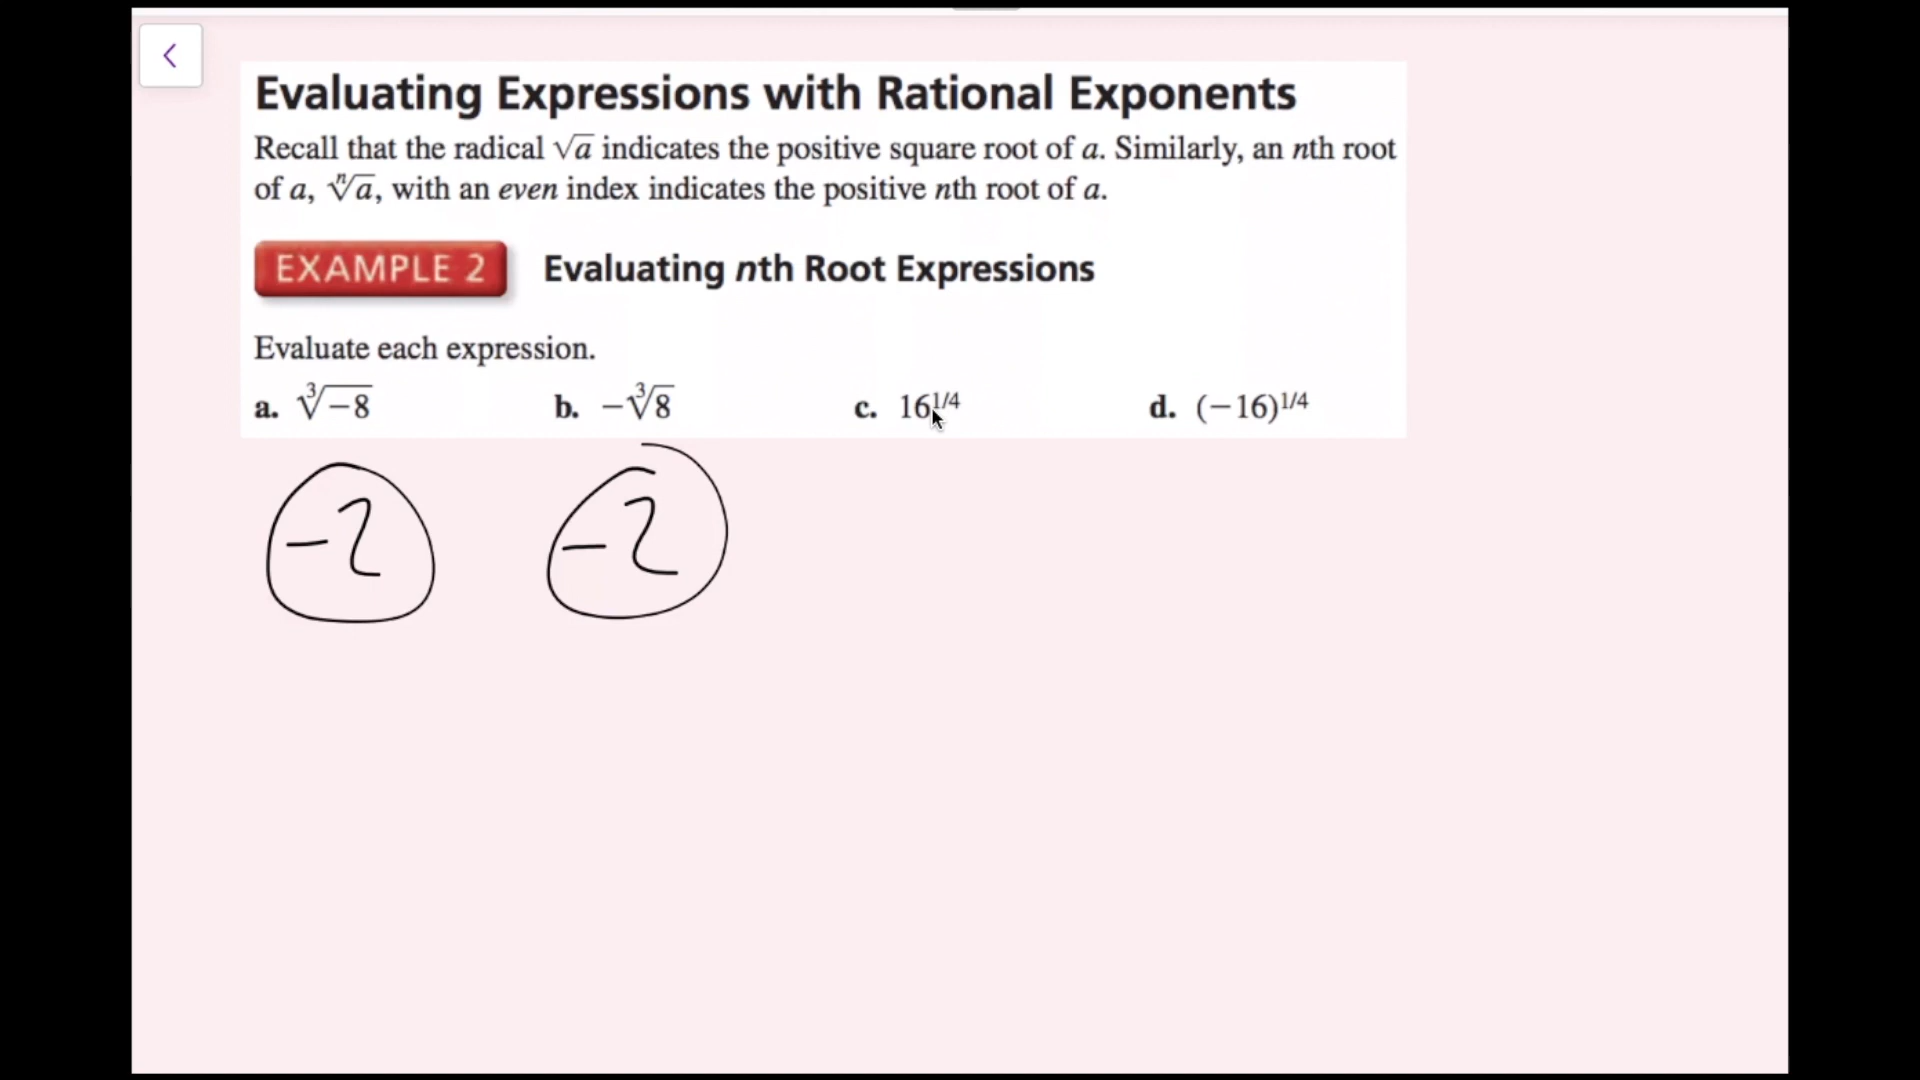 Evaluating Expressions with Rational Exponents
Recall that the radical √a indicates the positive square root of a. Similarly, an nth root
of a, ⁿ√a, with an even index indicates the positive nth root of a.
EXAMPLE 2 Evaluating nth Root Expressions
Evaluate each expression.
a. ³√−8 b. −³√8 c. 16^1/4 d. (−16)^1/4
−2 −2